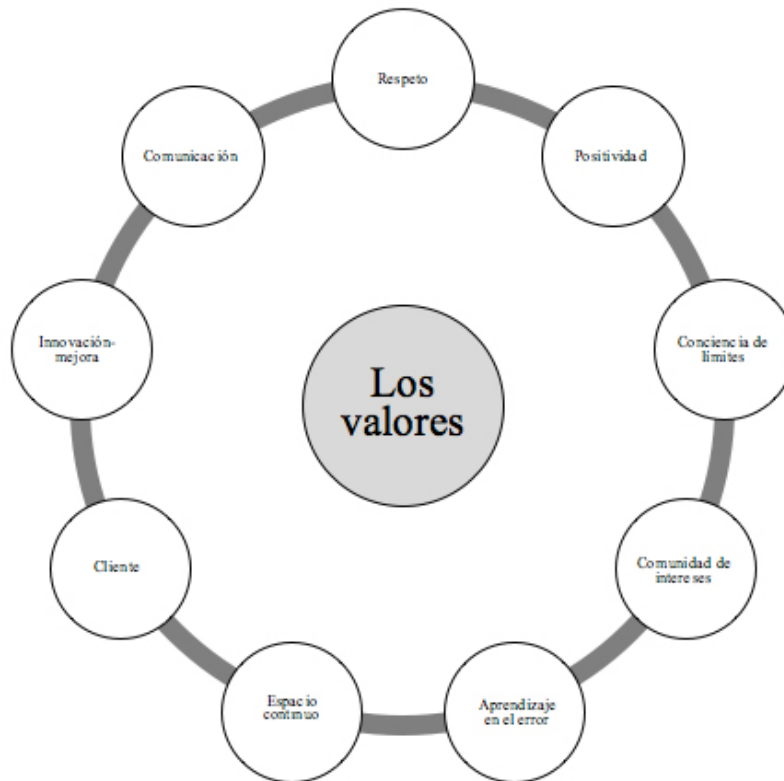 Respeto
Positividad
Conciencia de
límites
Comunidad de
intereses
Aprendizaje
en el error
Espacio
continuo
Cliente
Innovación-
mejora
Comunicación
Los
valores